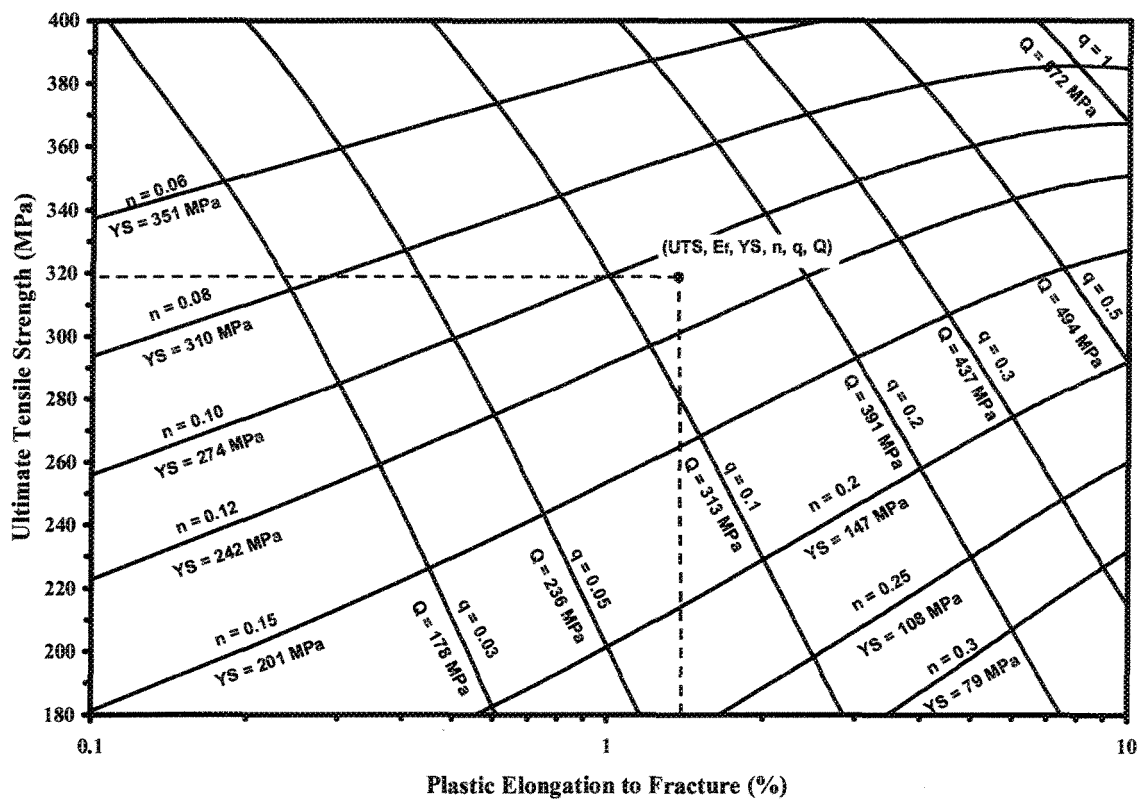 400
380
360
340
320
300
280
260
240
220
200
180
Ultimate Tensile Strength (MPa)
0.1
1
10
Plastic Elongation to Fracture (%)
n = 0.06
YS = 351 MPa
n = 0.08
YS = 310 MPa
n = 0.10
YS = 274 MPa
n = 0.12
YS = 242 MPa
n = 0.15
YS = 201 MPa
n = 0.2
YS = 147 MPa
n = 0.25
YS = 108 MPa
n = 0.3
YS = 79 MPa
(UTS, Ef, YS, n, q, Q)
q = 0.03
Q = 178 MPa
q = 0.05
Q = 236 MPa
q = 0.1
Q = 313 MPa
q = 0.2
Q = 391 MPa
q = 0.3
Q = 437 MPa
q = 0.5
Q = 494 MPa
q = 1
Q = 572 MPa